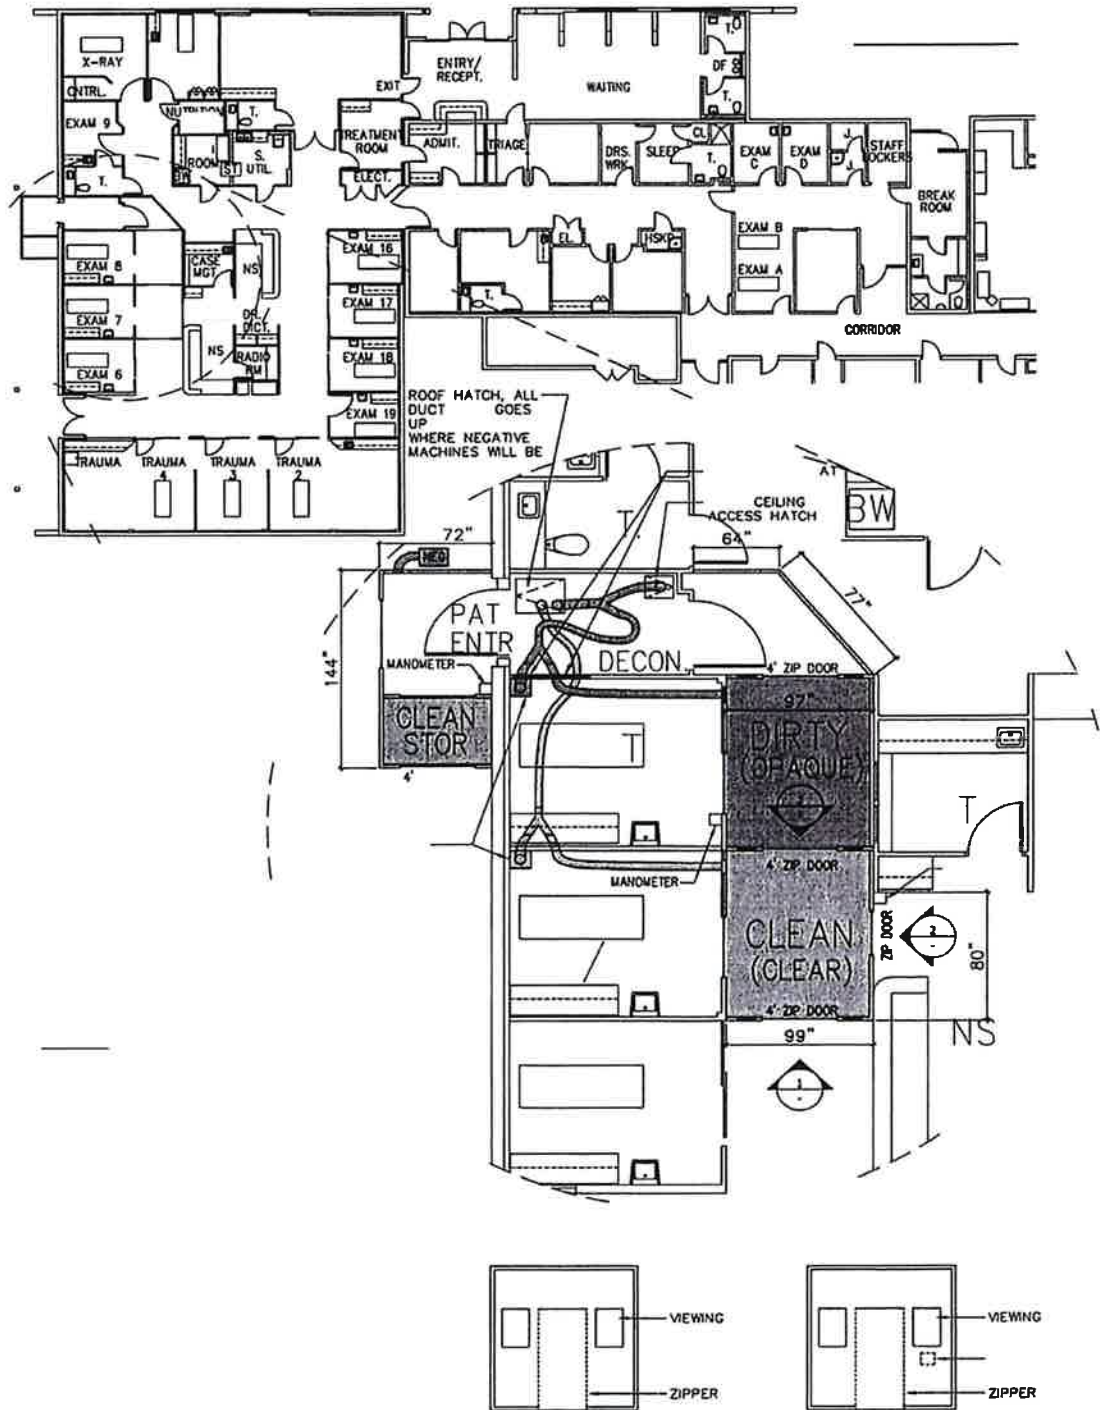 X-RAY
CNTRL.
EXAM 9
T.
T.
ROOM
S.
UTIL.
ST
EXIT
TREATMENT
ROOM
ELECT.
ENTRY/
RECEPT.
WAITING
T.
DF
T.
ADMIT.
TRIAGE
DRS.
WRK.
SLEEP
CL
T.
EXAM
C
EXAM
D
J.
J.
STAFF
LOCKERS
BREAK
ROOM
EXAM B
EXAM A
EL.
HSKP
T.
CORRIDOR
EXAM 8
EXAM 7
EXAM 6
CASE
MGT
NS
DR.
DICT.
NS
RADIO
RM
EXAM 16
EXAM 17
EXAM 18
EXAM 19
TRAUMA
TRAUMA
4
TRAUMA
3
TRAUMA
2
ROOF HATCH, ALL
DUCT GOES
UP
WHERE NEGATIVE
MACHINES WILL BE
AT
BW
CEILING
ACCESS HATCH
T.
72"
64"
77"
NEG
144"
PAT
ENTR
DECON.
MANOMETER
4' ZIP DOOR
97"
CLEAN
STOR
4'
T
DIRTY
(OPAQUE)
T
MANOMETER
4' ZIP DOOR
CLEAN
(CLEAR)
ZIP DOOR
2
-
80"
4' ZIP DOOR
99"
NS
1
-
VIEWING
ZIPPER
VIEWING
ZIPPER